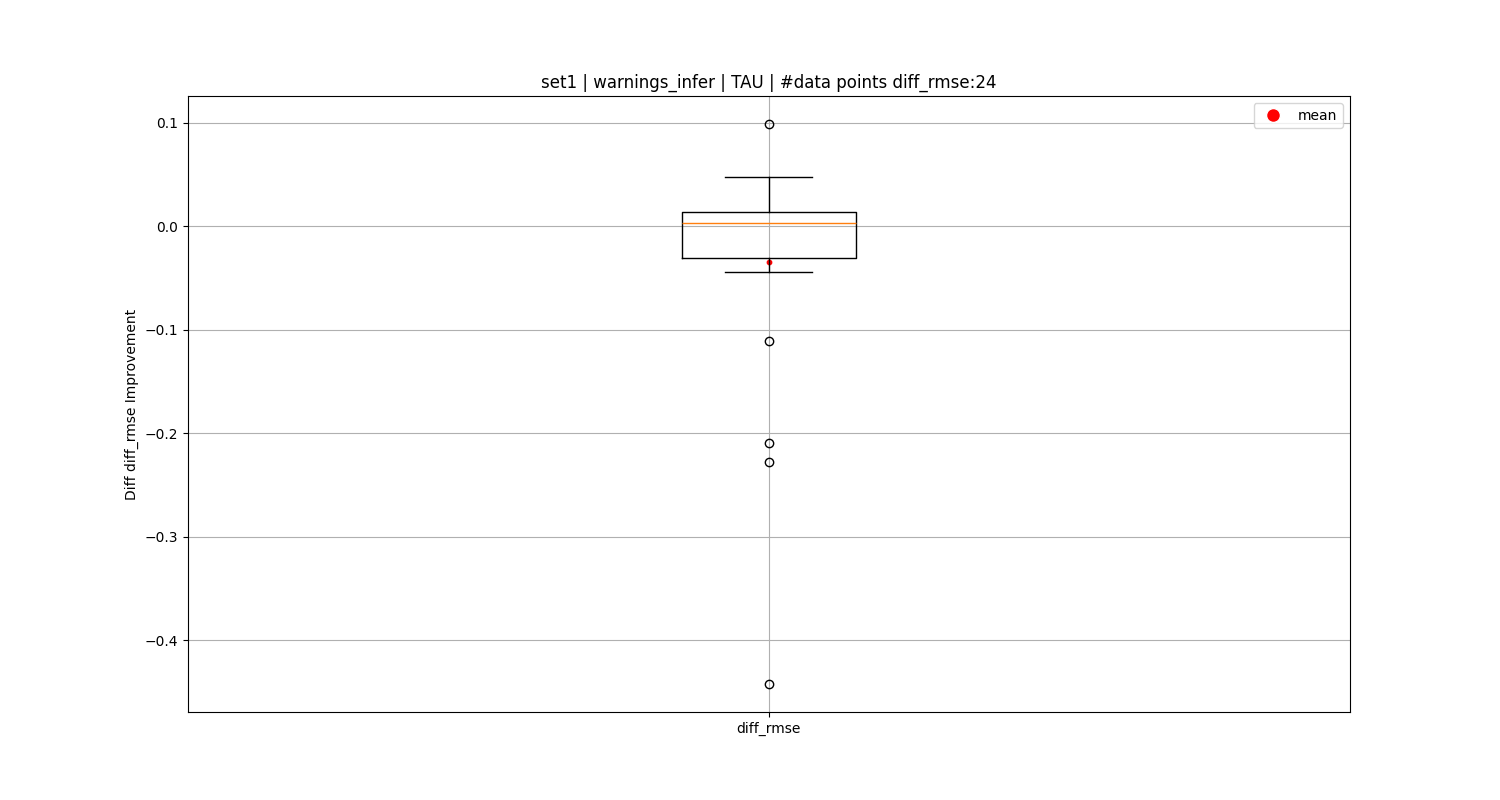 set1 | warnings_infer | TAU | #data points diff_rmse:24
mean
0.1
0.0
−0.1
−0.2
−0.3
−0.4
Diff diff_rmse Improvement
diff_rmse